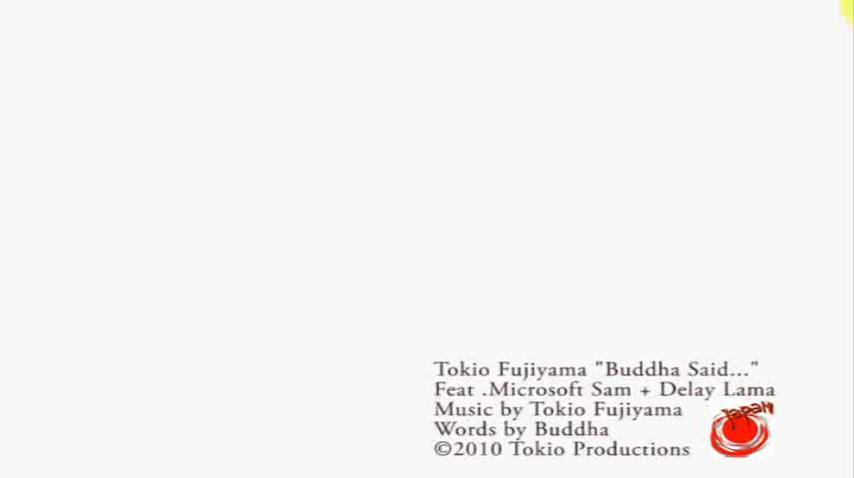 Tokio Fujiyama "Buddha Said..."
Feat .Microsoft Sam + Delay Lama
Music by Tokio Fujiyama
Words by Buddha
©2010 Tokio Productions
Japan